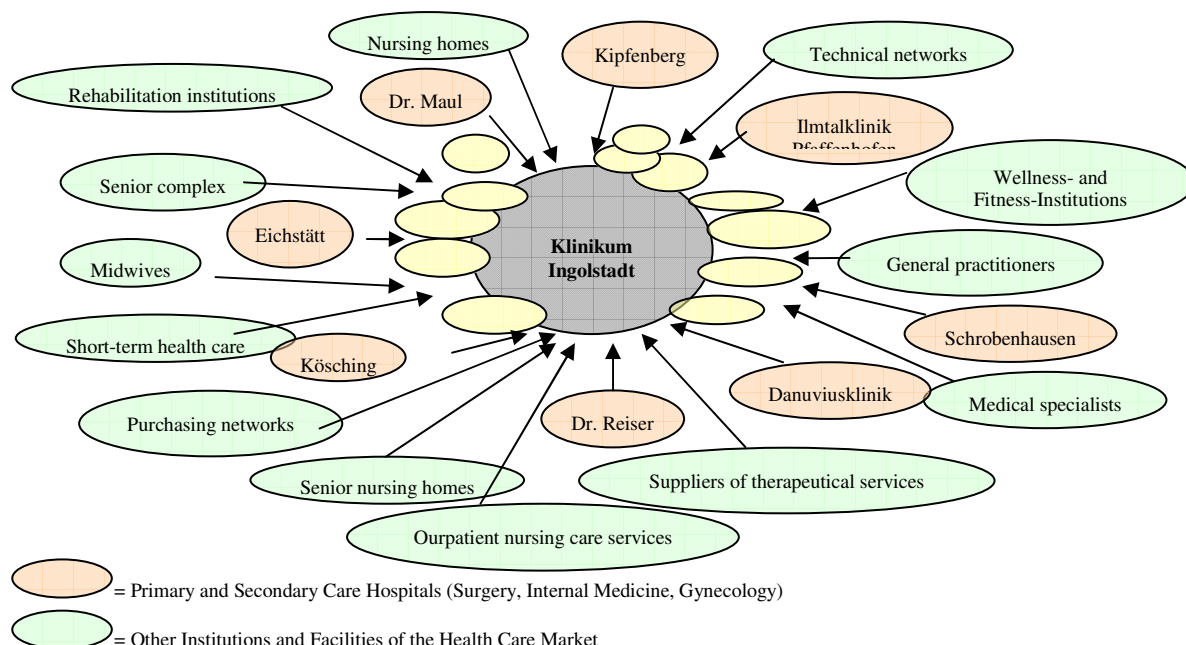 Nursing homes
Kipfenberg
Technical networks
Rehabilitation institutions
Dr. Maul
Ilmtalklinik
Pfaffenhofen
Senior complex
Wellness- and
Fitness-Institutions
Eichstätt
Klinikum
Ingolstadt
Midwives
General practitioners
Short-term health care
Kösching
Schrobenhausen
Purchasing networks
Dr. Reiser
Danuviusklinik
Medical specialists
Senior nursing homes
Suppliers of therapeutical services
Ourpatient nursing care services
= Primary and Secondary Care Hospitals (Surgery, Internal Medicine, Gynecology)
= Other Institutions and Facilities of the Health Care Market